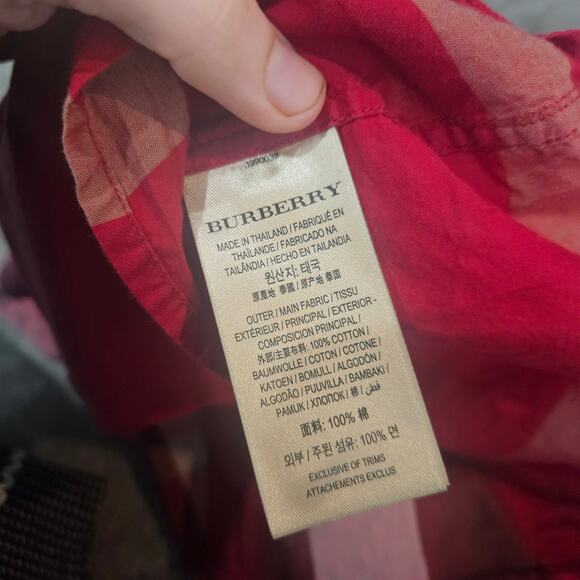 3990039
BURBERRY
MADE IN THAILAND / FABRIQUÉ EN
THAÏLANDE / FABRICADO NA
TAILÂNDIA / HECHO EN TAILANDIA
원산지: 태국
原產地 泰國 / 原产地 泰国
OUTER / MAIN FABRIC / TISSU
EXTÉRIEUR / PRINCIPAL / EXTERIOR -
COMPOSICIÓN PRINCIPAL /
外部/主要布料: 100% COTTON /
BAUMWOLLE / COTON / COTONE /
KATOEN / BOMULL / ALGODÓN /
ALGODÃO / PUUVILLA / BAMBAKI /
PAMUK / ХЛОПОК / 棉 / قطن
面料: 100% 棉
외부 / 주된 섬유: 100% 면
EXCLUSIVE OF TRIMS
ATTACHEMENTS EXCLUS